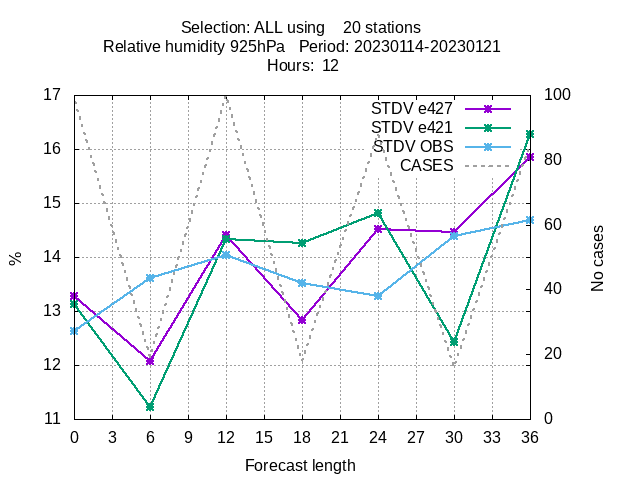 Selection: ALL using    20 stations
Relative humidity 925hPa   Period: 20230114-20230121
Hours:  12
17
16
15
14
13
12
11
%
100
80
60
40
20
0
No cases
STDV e427
STDV e421
STDV OBS
CASES
0 3 6 9 12 15 18 21 24 27 30 33 36
Forecast length